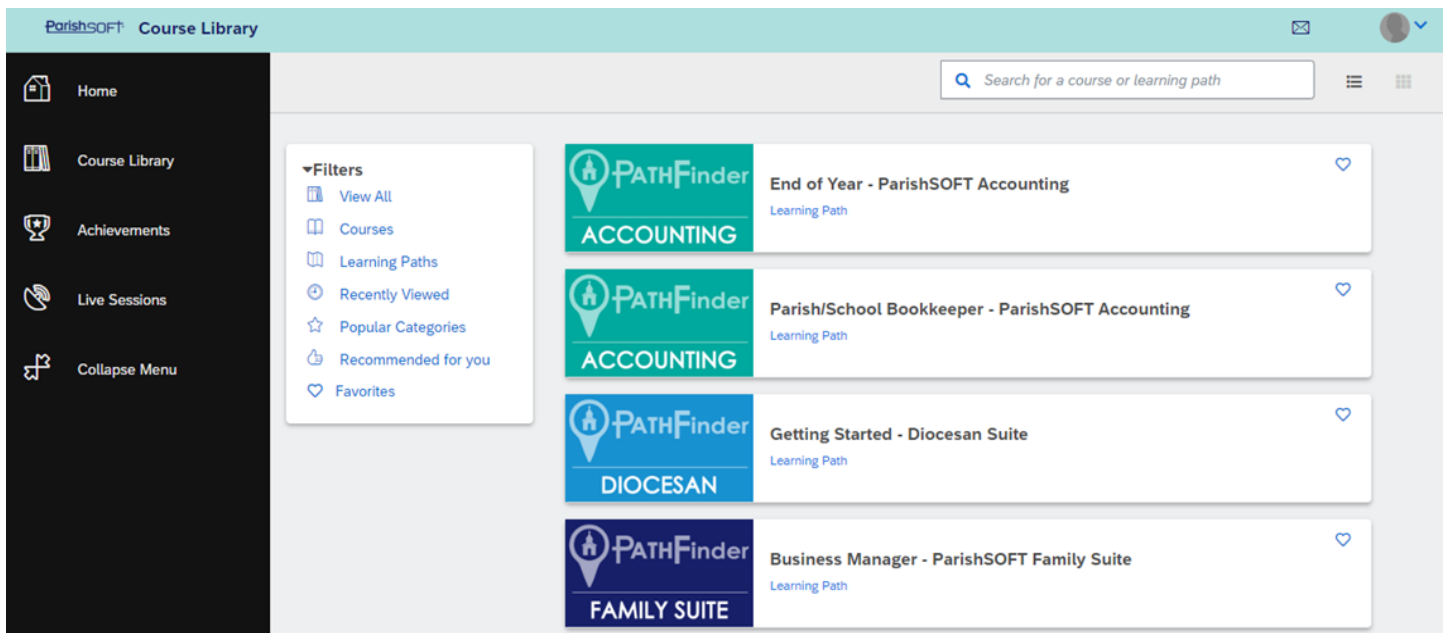 ParishSOFT Course Library
Home
Course Library
Achievements
Live Sessions
Collapse Menu
Search for a course or learning path
Filters
View All
Courses
Learning Paths
Recently Viewed
Popular Categories
Recommended for you
Favorites
PATHFinder
ACCOUNTING
End of Year - ParishSOFT Accounting
Learning Path
PATHFinder
ACCOUNTING
Parish/School Bookkeeper - ParishSOFT Accounting
Learning Path
PATHFinder
DIOCESAN
Getting Started - Diocesan Suite
Learning Path
PATHFinder
FAMILY SUITE
Business Manager - ParishSOFT Family Suite
Learning Path